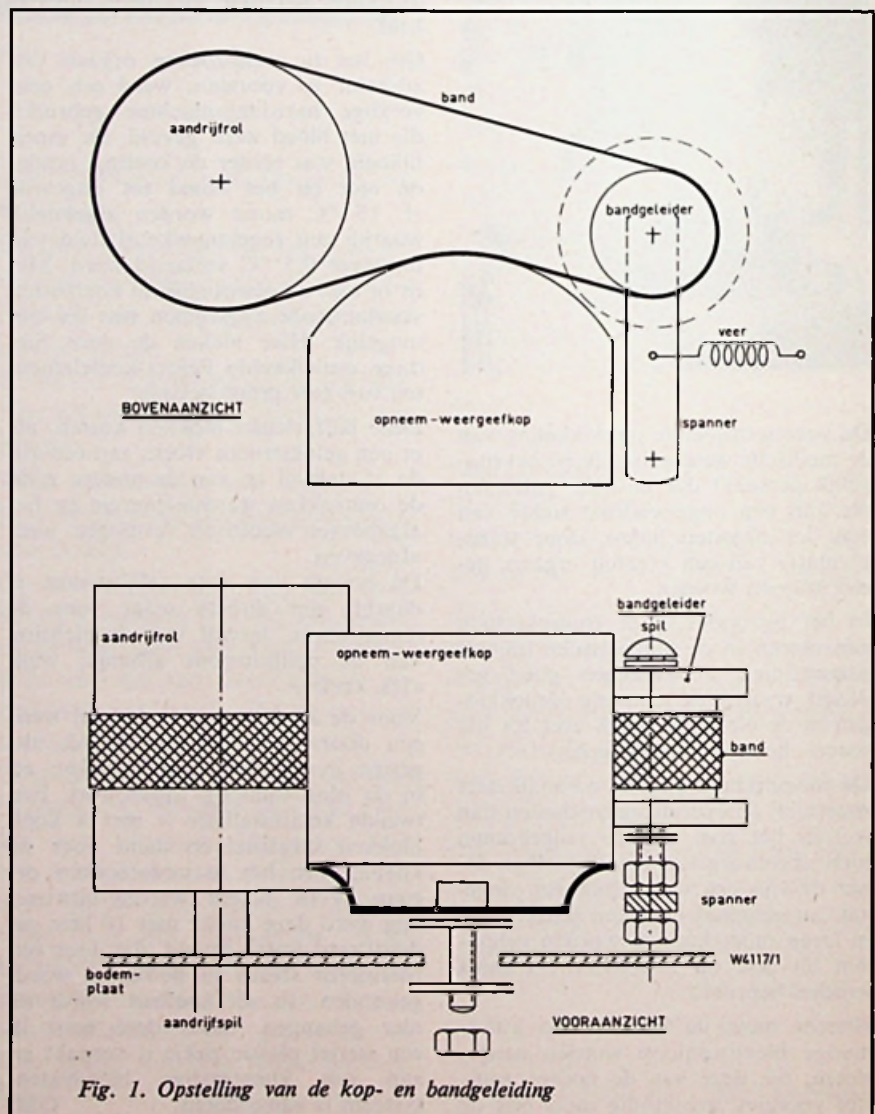 band
aandrijfrol
bandgeleider
veer
BOVENAANZICHT
opneem-weergeefkop
spanner
bandgeleider
spil
aandrijfrol
opneem-weergeefkop
band
spanner
W4117/1
bodem-
plaat
aandrijfspil
VOORAANZICHT
Fig. 1. Opstelling van de kop- en bandgeleiding